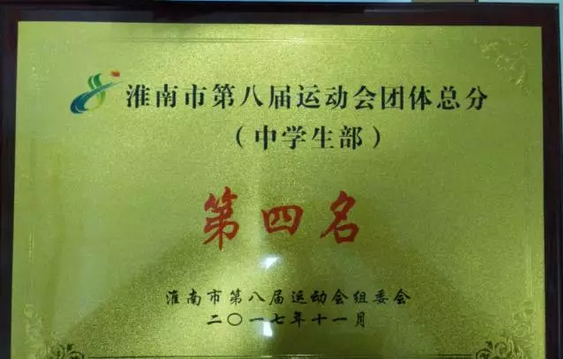 淮南市第八届运动会团体总分
（中学生部）
第四名
淮南市第八届运动会组委会
二〇一七年十一月